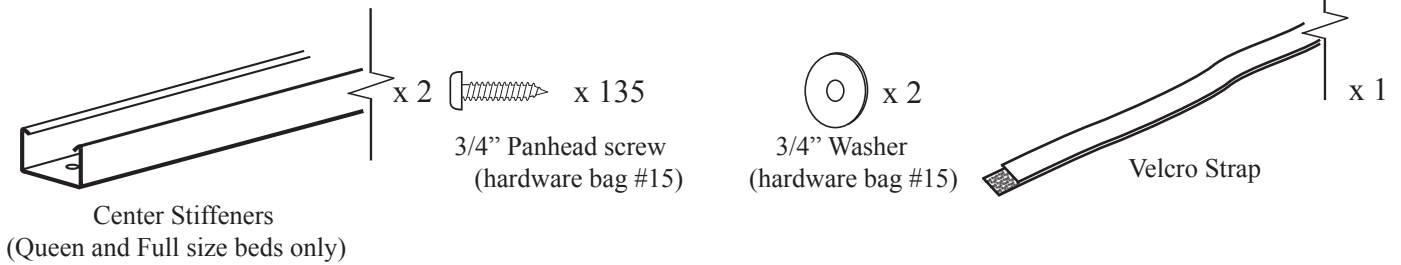 x 2
Center Stiffeners
(Queen and Full size beds only)
x 135
3/4” Panhead screw
(hardware bag #15)
x 2
3/4” Washer
(hardware bag #15)
x 1
Velcro Strap